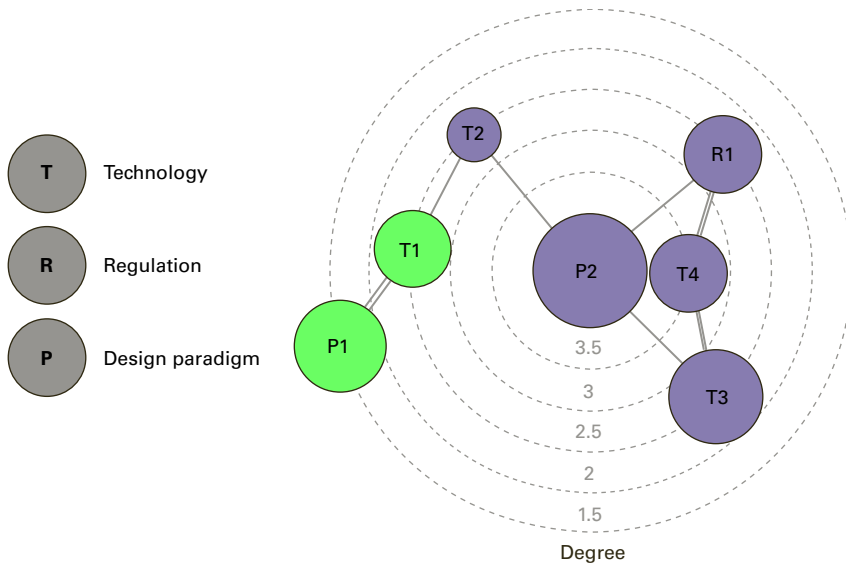 T Technology
R Regulation
P Design paradigm
T2
R1
T1
P2
T4
P1
3.5
3
T3
2.5
2
1.5
Degree